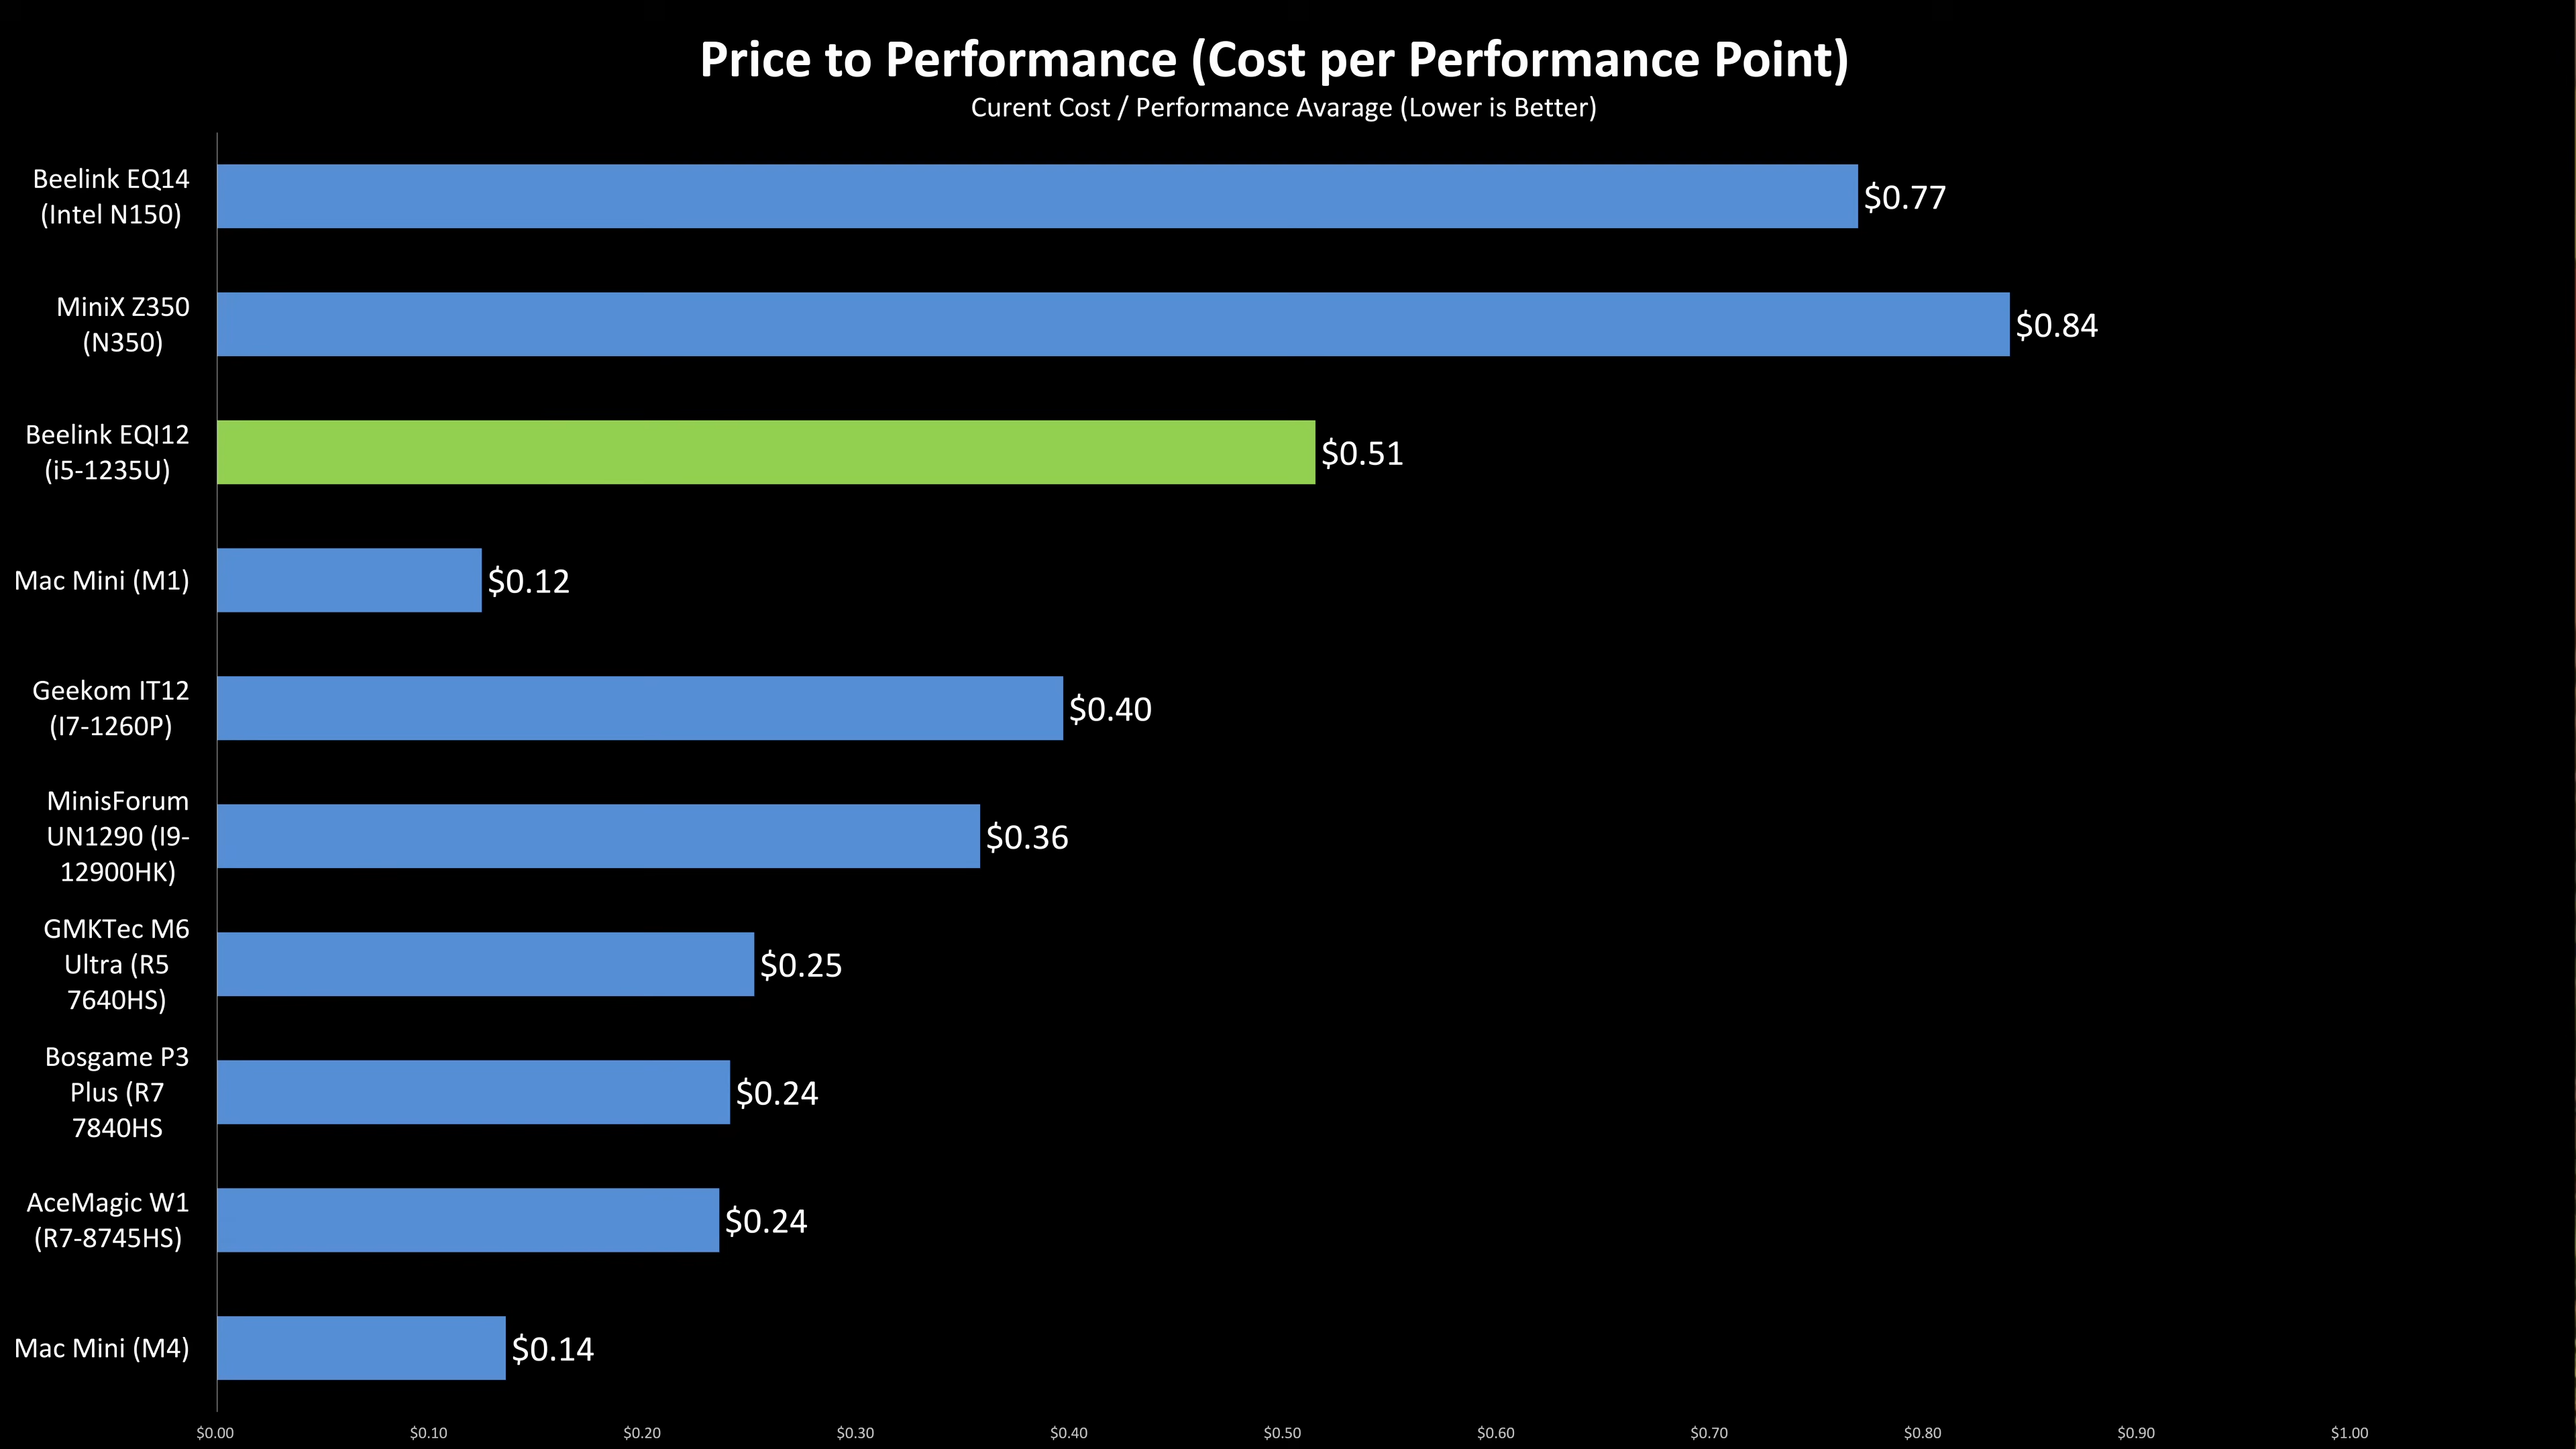 Price to Performance (Cost per Performance Point)
Curent Cost / Performance Avarage (Lower is Better)
Beelink EQ14
(Intel N150)
$0.77
MiniX Z350
(N350)
$0.84
Beelink EQI12
(i5-1235U)
$0.51
Mac Mini (M1)
$0.12
Geekom IT12
(I7-1260P)
$0.40
MinisForum
UN1290 (I9-
12900HK)
$0.36
GMKTec M6
Ultra (R5
7640HS)
$0.25
Bosgame P3
Plus (R7
7840HS
$0.24
AceMagic W1
(R7-8745HS)
$0.24
Mac Mini (M4)
$0.14
$0.00 $0.10 $0.20 $0.30 $0.40 $0.50 $0.60 $0.70 $0.80 $0.90 $1.00